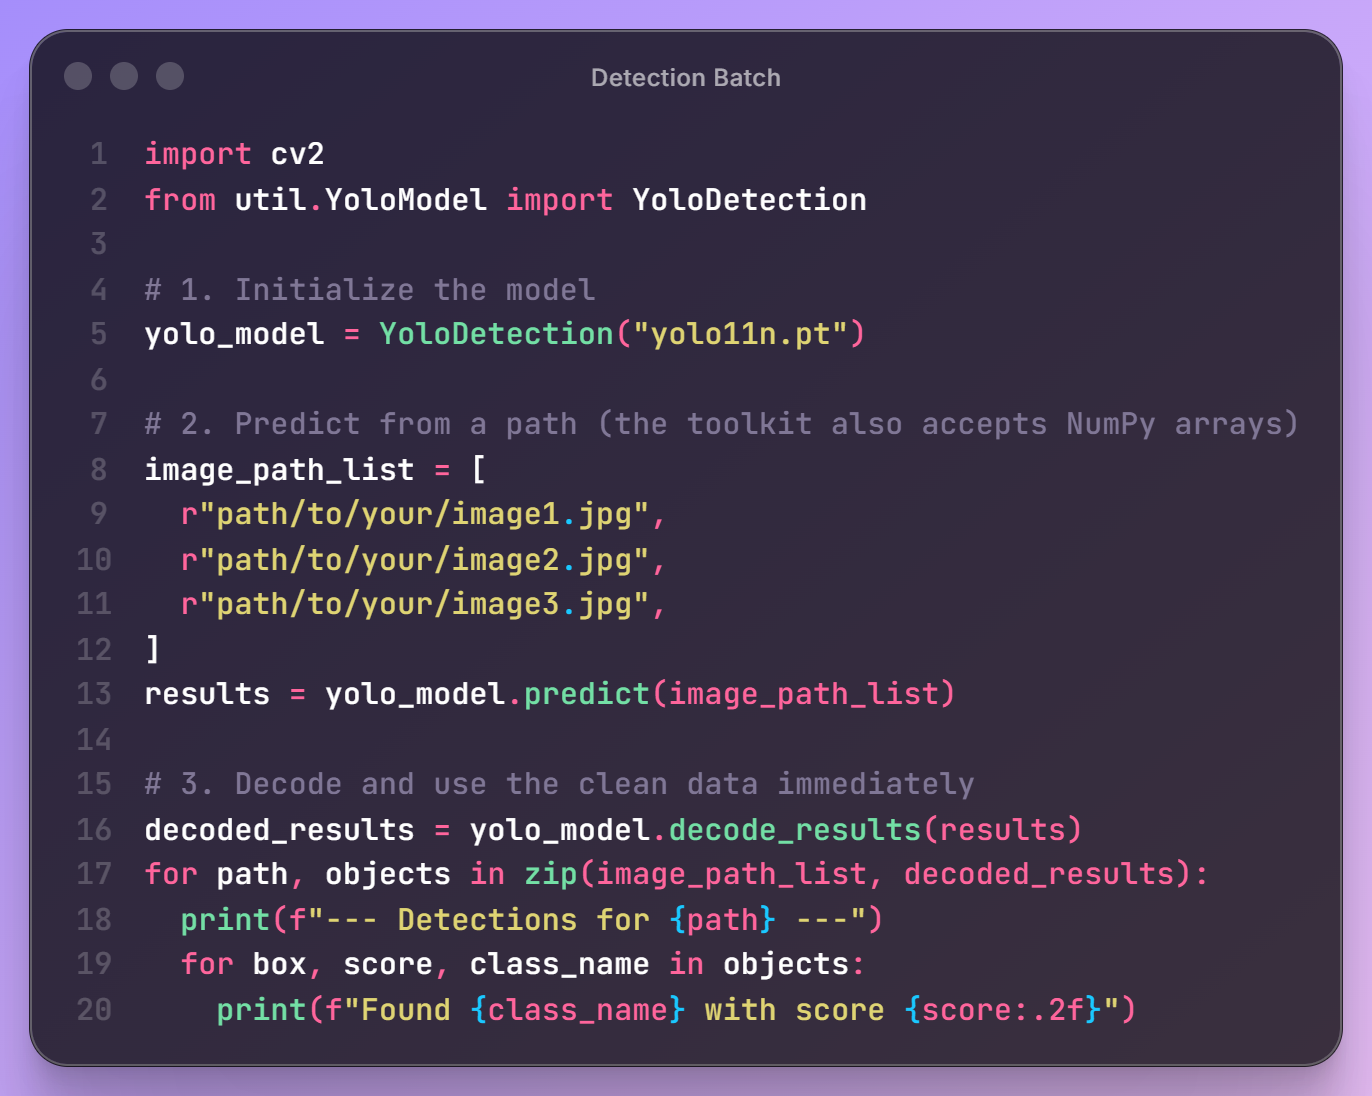 Detection Batch
1 import cv2
2 from util.YoloModel import YoloDetection
3
4 # 1. Initialize the model
5 yolo_model = YoloDetection("yolo11n.pt")
6
7 # 2. Predict from a path (the toolkit also accepts NumPy arrays)
8 image_path_list = [
9   r"path/to/your/image1.jpg",
10   r"path/to/your/image2.jpg",
11   r"path/to/your/image3.jpg",
12 ]
13 results = yolo_model.predict(image_path_list)
14
15 # 3. Decode and use the clean data immediately
16 decoded_results = yolo_model.decode_results(results)
17 for path, objects in zip(image_path_list, decoded_results):
18   print(f"--- Detections for {path} ---")
19   for box, score, class_name in objects:
20     print(f"Found {class_name} with score {score:.2f}")